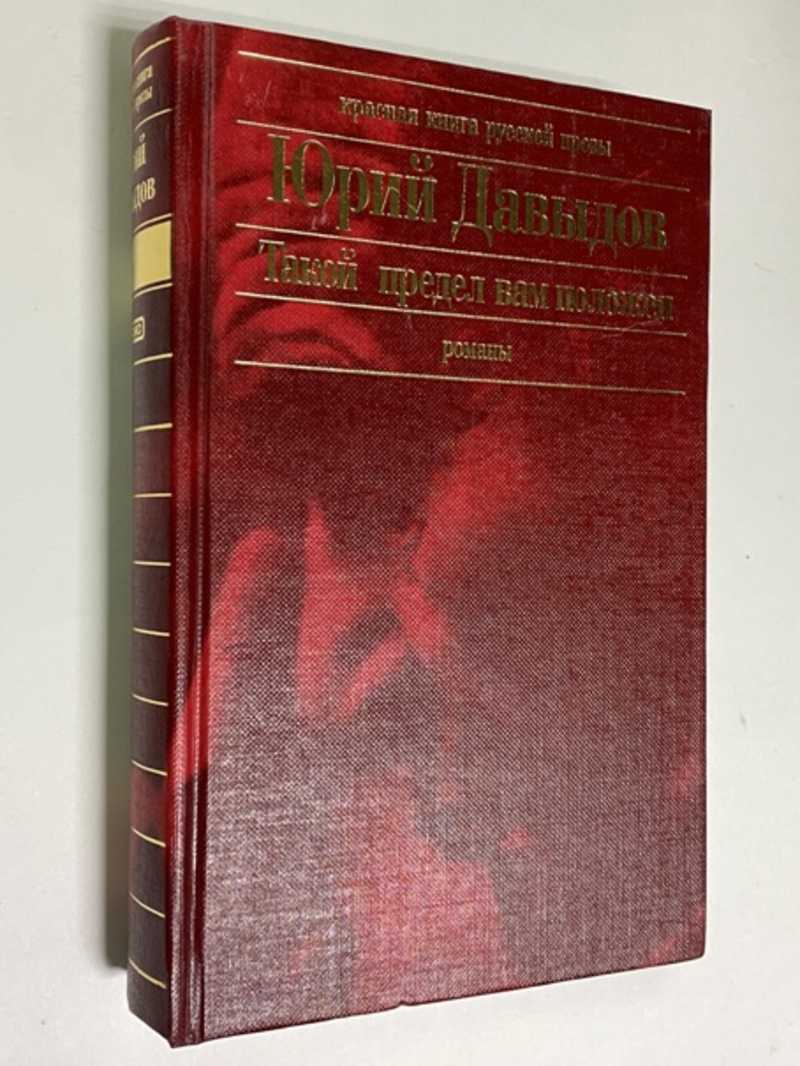 красная книга русской прозы
Юрий Давыдов
Такой предел вам положен
романы